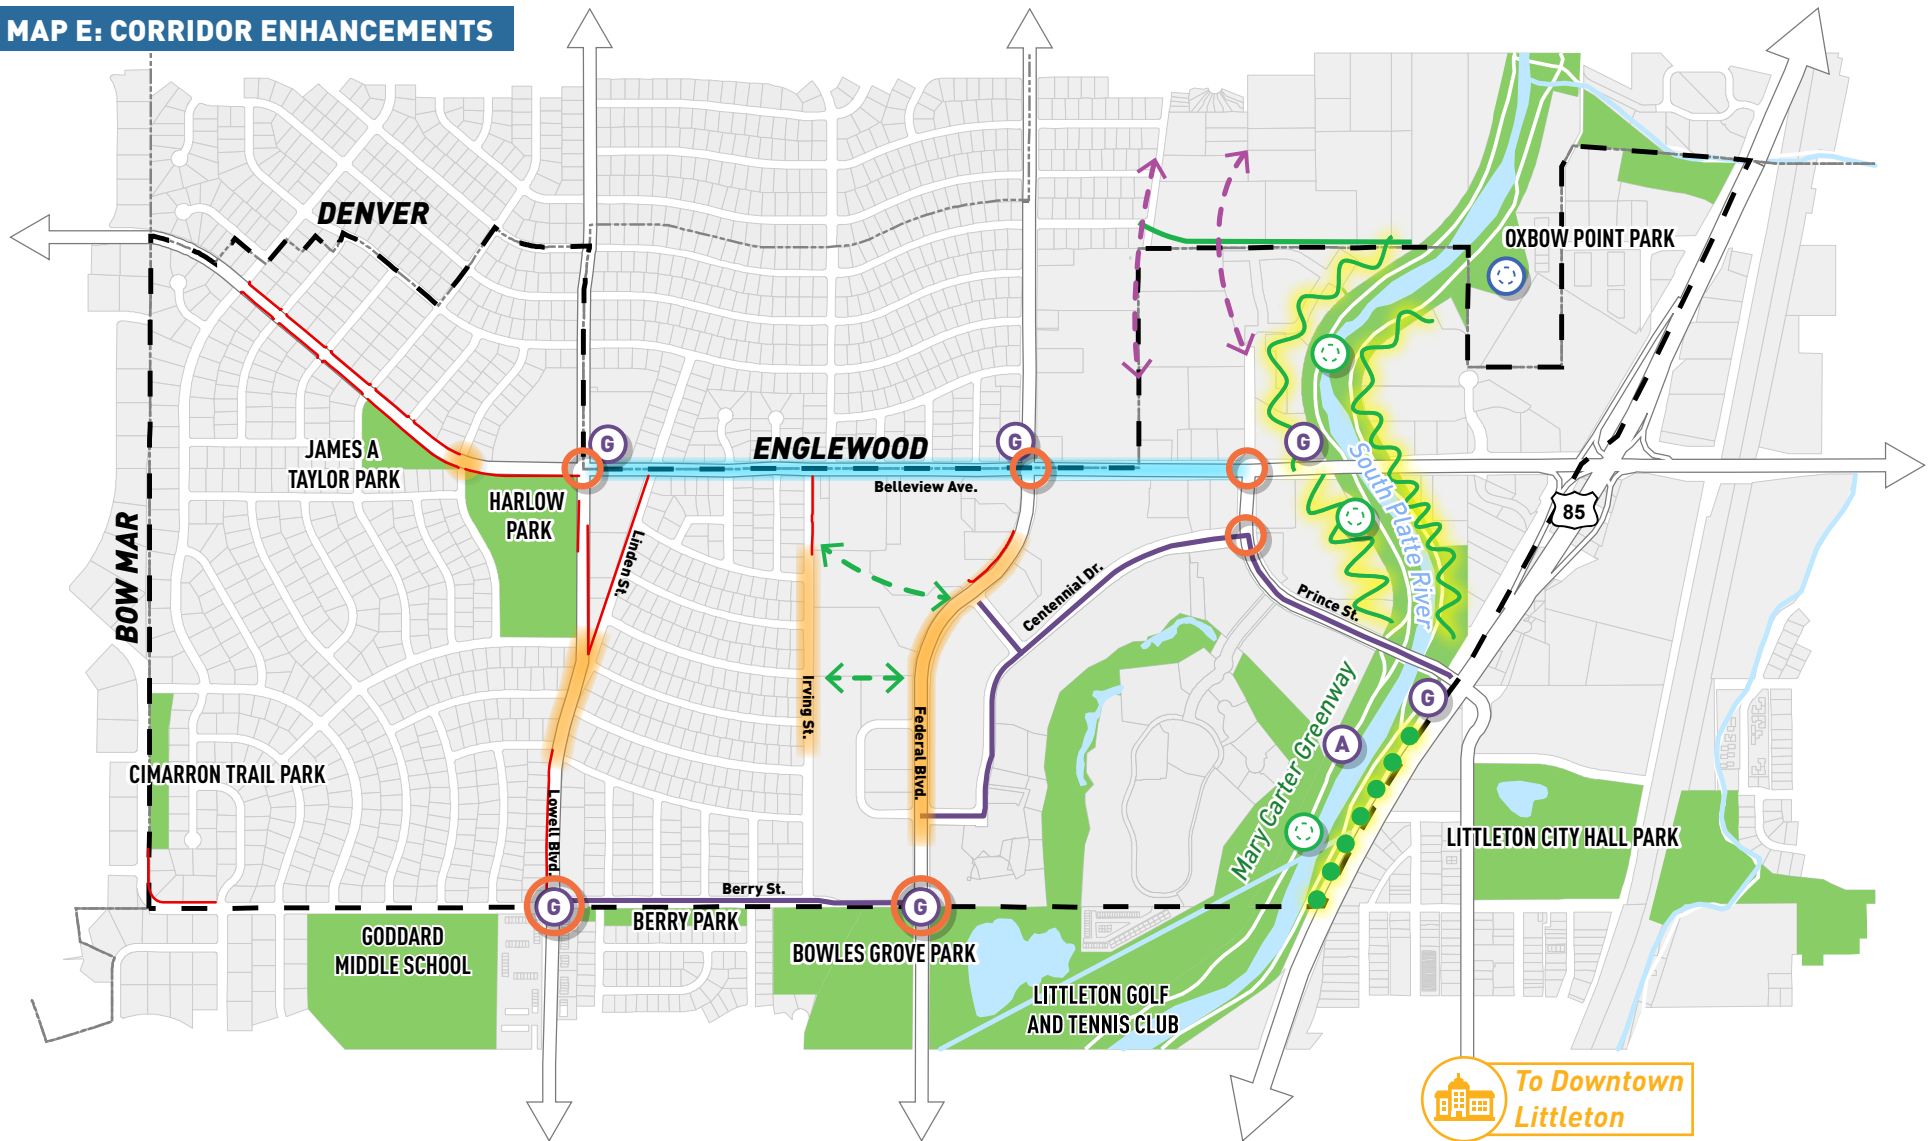 MAP E: CORRIDOR ENHANCEMENTS
DENVER
OXBOW POINT PARK
JAMES A
TAYLOR PARK
G
G
ENGLEWOOD
G
Belleview Ave.
HARLOW
PARK
South Platte River
85
BOW MAR
Linden St.
Centennial Dr.
Prince St.
Irving St.
Federal Blvd.
Mary Carter Greenway
G
A
CIMARRON TRAIL PARK
Lowell Blvd.
LITTLETON CITY HALL PARK
Berry St.
G
G
BERRY PARK
GODDARD
MIDDLE SCHOOL
BOWLES GROVE PARK
LITTLETON GOLF
AND TENNIS CLUB
To Downtown
Littleton